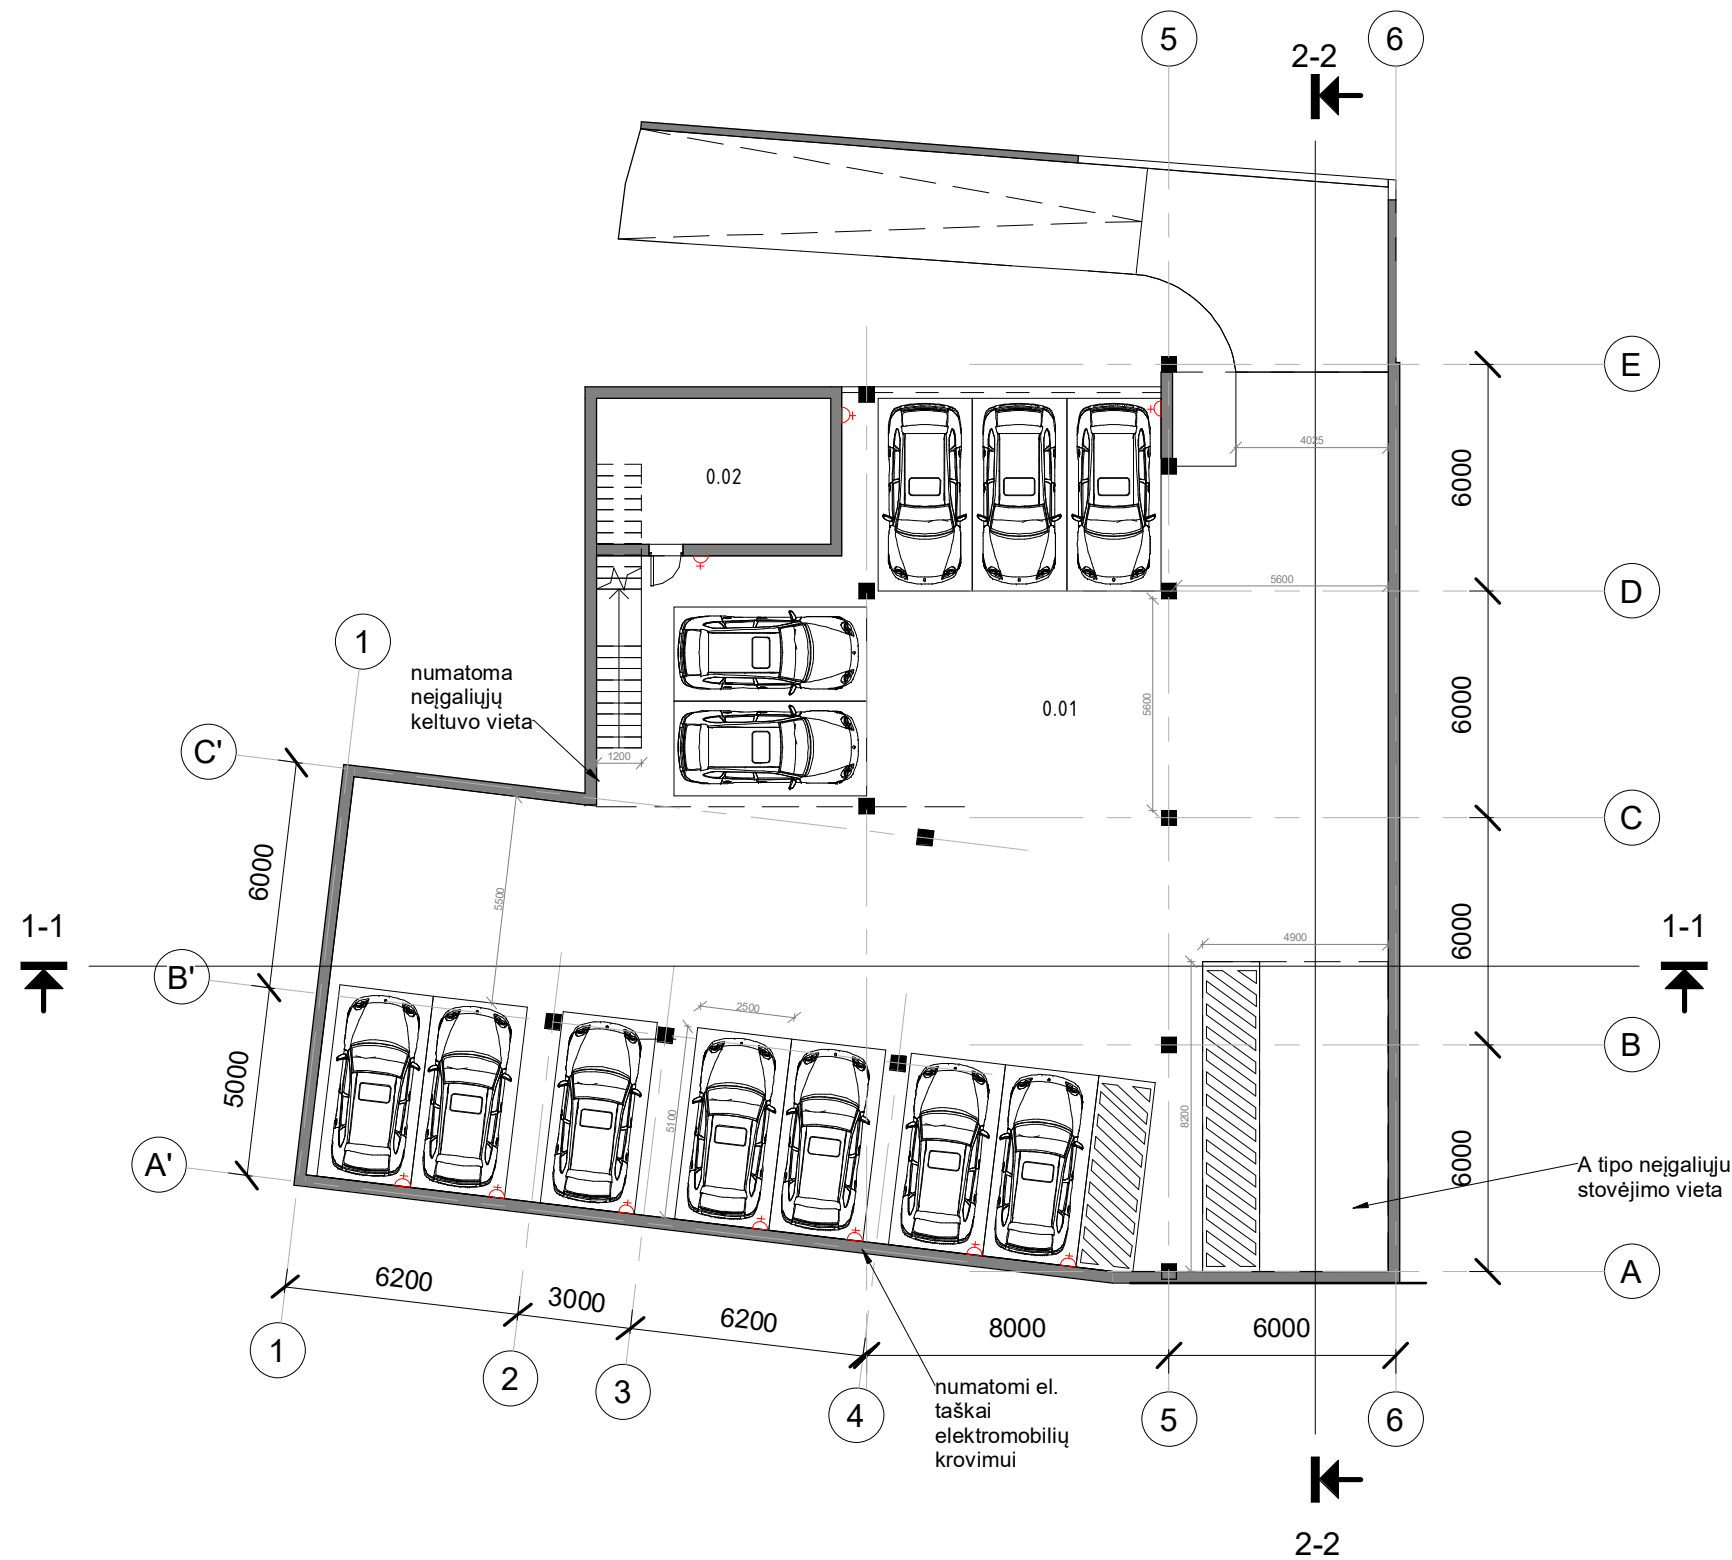 5
6
2-2
E
4025
6000
0.02
5600
D
1
numatoma
neįgaliųjų
keltuvo vieta
0.01
5600
6000
C'
1200
C
6000
5500
1-1
4900
6000
1-1
B'
2500
B
5000
5100
8200
A'
6000
A tipo neįgaliųju
stovėjimo vieta
A
6200
3000
6200
8000
6000
1
2
3
4
5
6
numatomi el.
taškai
elektromobilių
krovimui
2-2